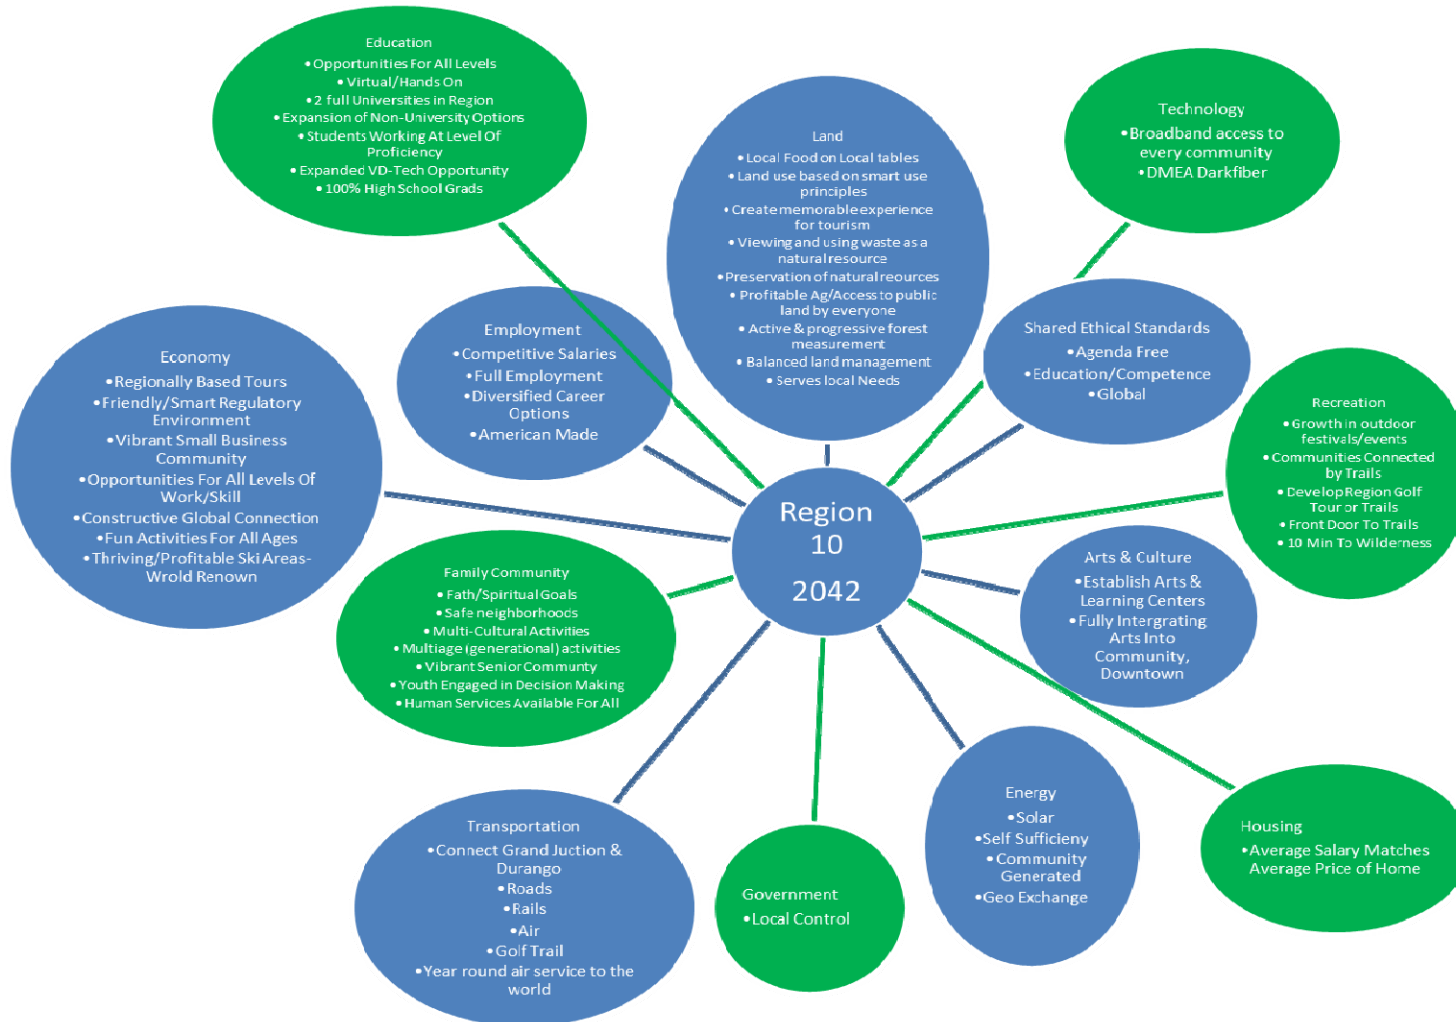 Education
• Opportunities For All Levels
• Virtual/Hands On
• 2 full Universities in Region
• Expansion of Non-University Options
• Students Working At Level Of
Proficiency
• Expanded VD-Tech Opportunity
• 100% High School Grads
Land
• Local Food on Local tables
• Land use based on smart use
principles
• Create memorable experience
for tourism
• Viewing and using waste as a
natural resource
• Preservation of natural reources
• Profitable Ag/Access to public
land by everyone
• Active & progressive forest
measurement
• Balanced land management
• Serves local Needs
Technology
• Broadband access to
every community
• DMEA Darkfiber
Employment
• Competitive Salaries
• Full Employment
• Diversified Career
Options
• American Made
Shared Ethical Standards
• Agenda Free
• Education/Competence
• Global
Economy
• Regionally Based Tours
• Friendly/Smart Regulatory
Environment
• Vibrant Small Business
Community
• Opportunities For All Levels Of
Work/Skill
• Constructive Global Connection
• Fun Activities For All Ages
• Thriving/Profitable Ski Areas-
Wrold Renown
Recreation
• Growth in outdoor
festivals/events
• Communities Connected
by Trails
• Develop Region Golf
Tour or Trails
• Front Door To Trails
• 10 Min To Wilderness
Region
10
2042
Family Community
• Fath/Spiritual Goals
• Safe neighborhoods
• Multi-Cultural Activities
• Multiage (generational) activities
• Vibrant Senior Communty
• Youth Engaged in Decision Making
• Human Services Available For All
Arts & Culture
• Establish Arts &
Learning Centers
• Fully Intergrating
Arts Into
Community,
Downtown
Transportation
• Connect Grand Juction &
Durango
• Roads
• Rails
• Air
• Golf Trail
• Year round air service to the
world
Government
• Local Control
Energy
• Solar
• Self Sufficieny
• Community
Generated
• Geo Exchange
Housing
• Average Salary Matches
Average Price of Home